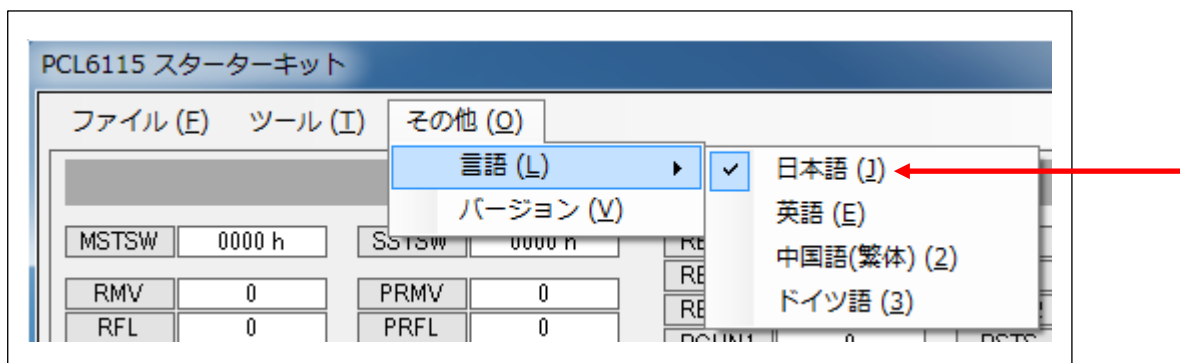 PCL6115 スターターキット
ファイル (F) ツール (T) その他 (O)
言語 (L)
バージョン (V)
日本語 (J)
英語 (E)
中国語(繁体) (2)
ドイツ語 (3)
MSTSW 0000 h SSTSW 0000 h
RMV 0 PRMV 0
RFL 0 PRFL 0